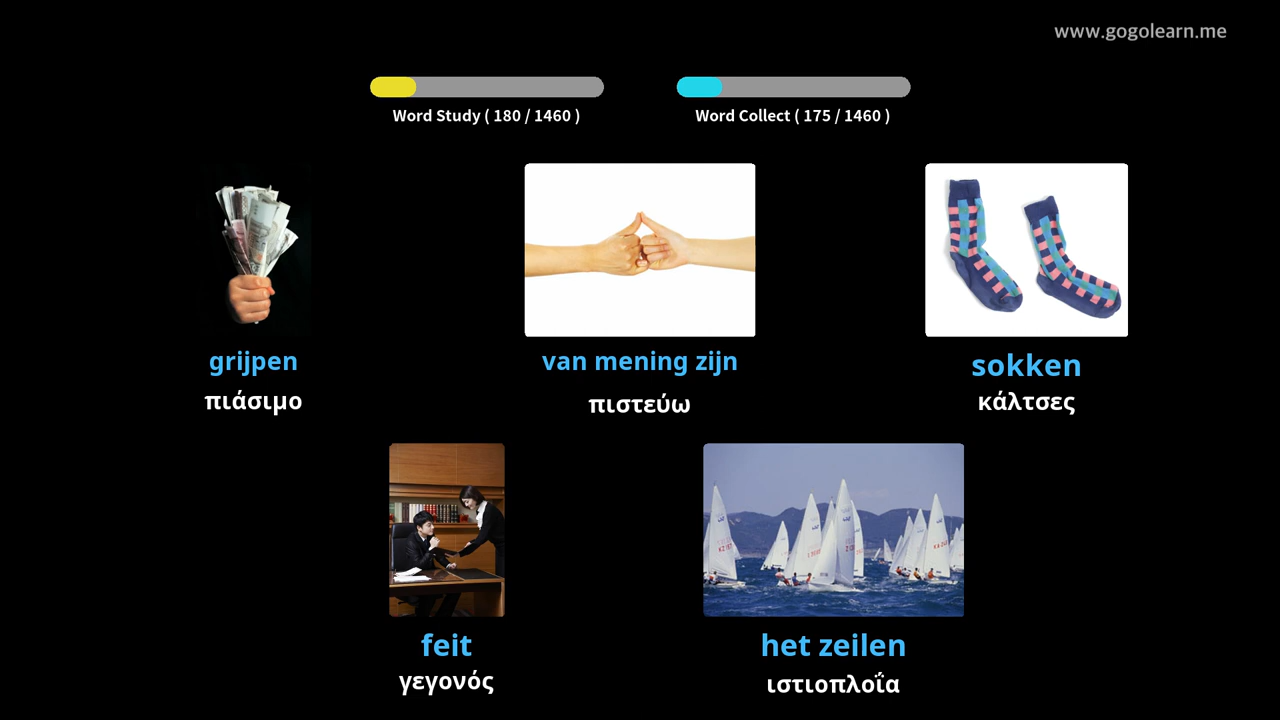 www.gogolearn.me
Word Study ( 180 / 1460 )
Word Collect ( 175 / 1460 )
grijpen
πιάσιμο
van mening zijn
πιστεύω
sokken
κάλτσες
feit
γεγονός
het zeilen
ιστιοπλοΐα